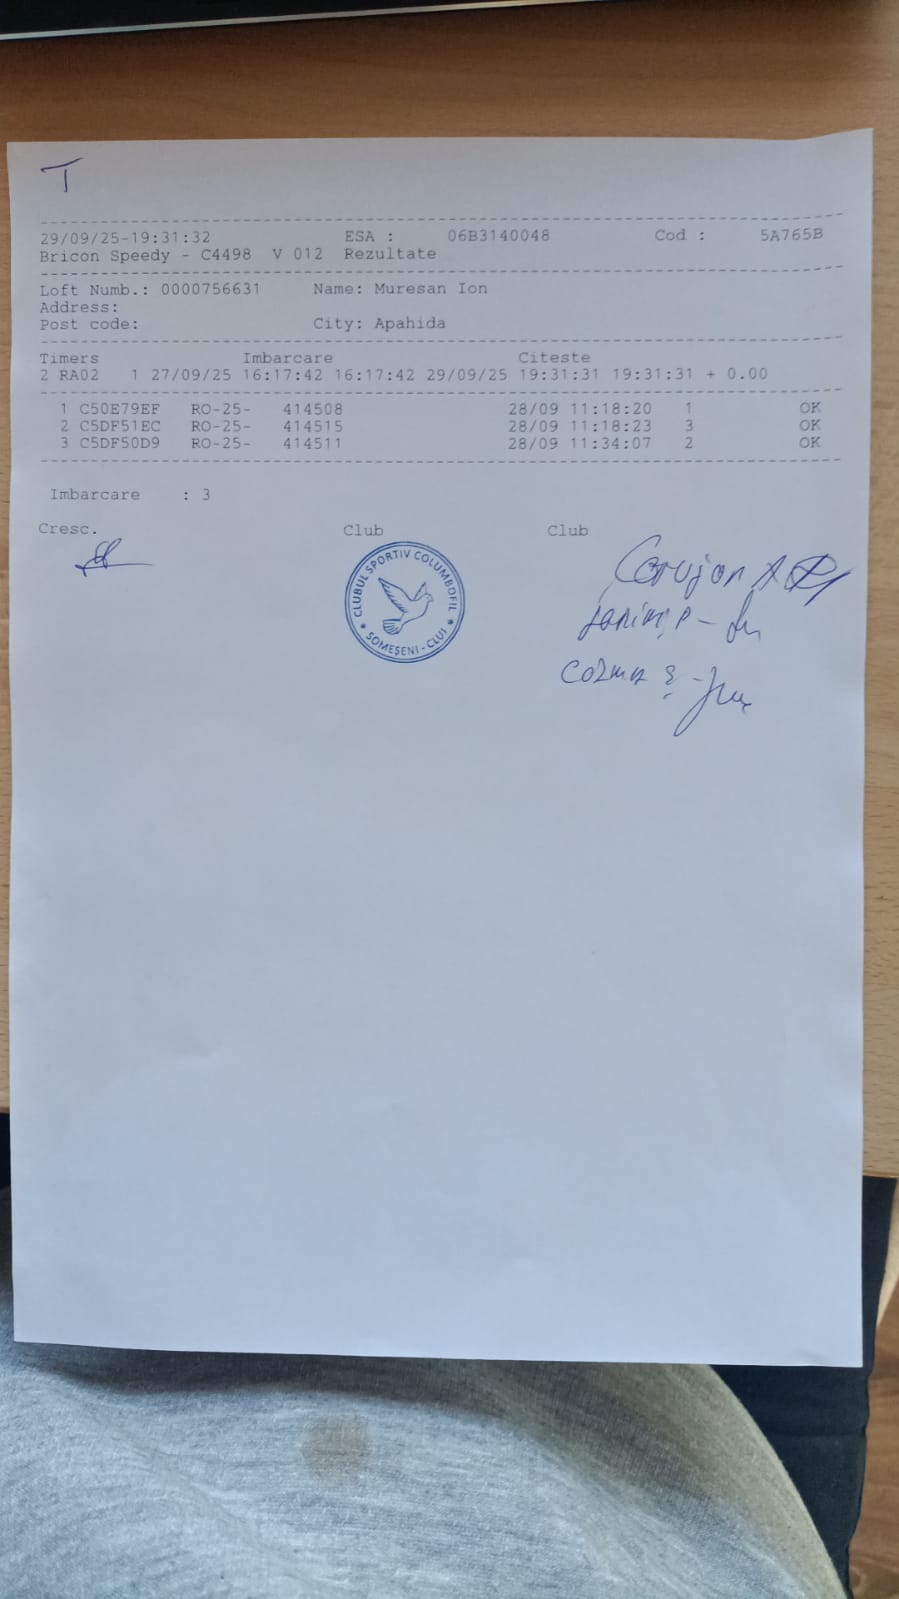 T
29/09/25-19:31:32 ESA : 06B3140048 Cod : 5A765B
Bricon Speedy - C4498 V 012 Rezultate
Loft Numb.: 0000756631 Name: Muresan Ion
Address:
Post code: City: Apahida
Timers Imbarcare Citeste
2 RA02 1 27/09/25 16:17:42 16:17:42 29/09/25 19:31:31 19:31:31 + 0.00
1 C50E79EF RO-25- 414508 28/09 11:18:20 1 OK
2 C5DF51EC RO-25- 414515 28/09 11:18:23 3 OK
3 C5DF50D9 RO-25- 414511 28/09 11:34:07 2 OK
Imbarcare : 3
Cresc. Club Club
CLUBUL SPORTIV COLUMBOFIL
SOMEȘENI - CLUJ